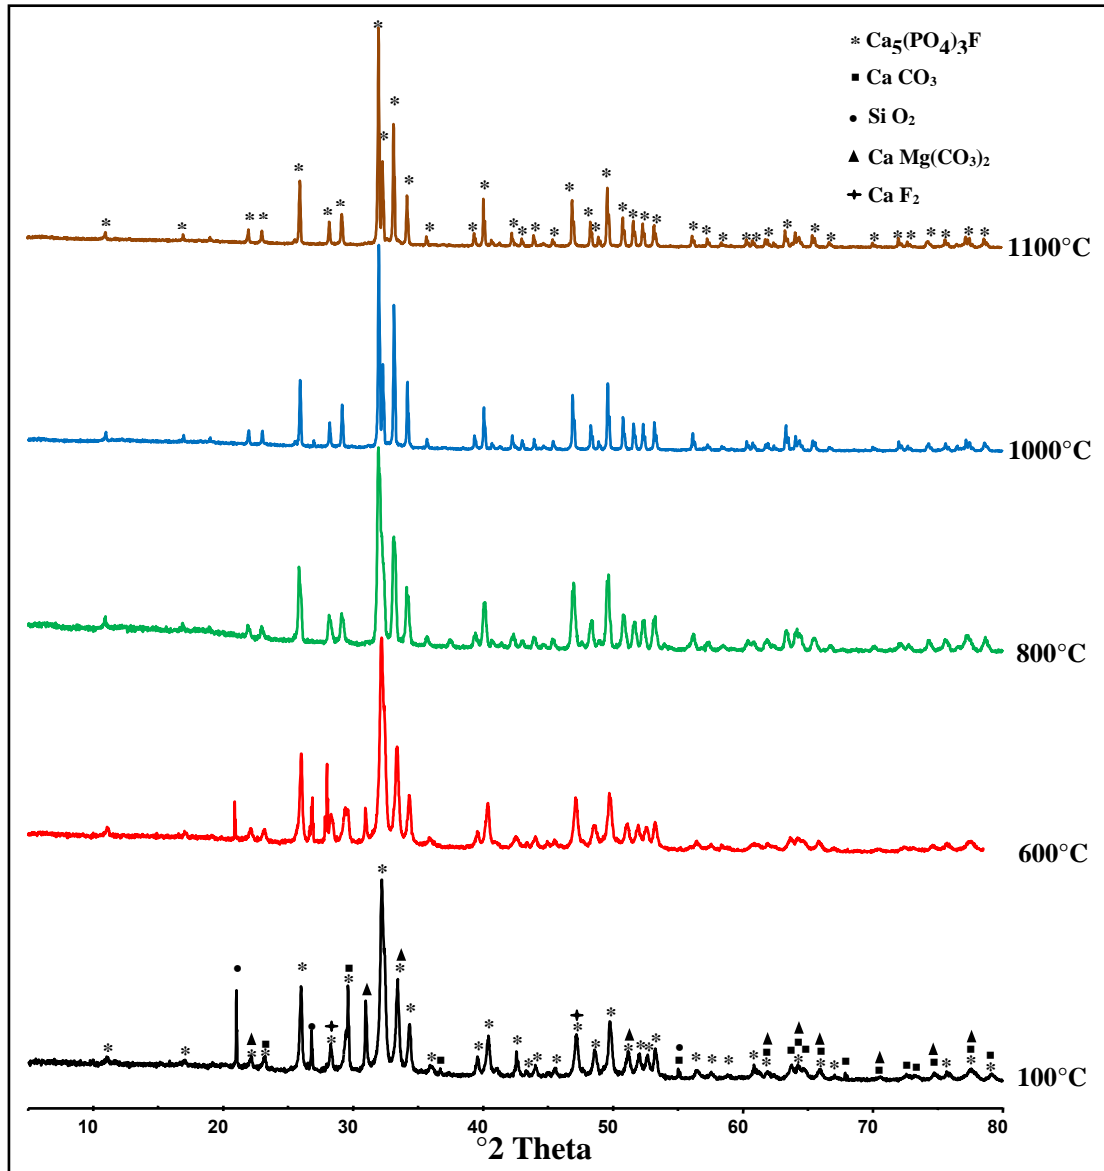 * Ca₅(PO₄)₃F
■ Ca CO₃
● Si O₂
▲ Ca Mg(CO₃)₂
✦ Ca F₂
1100°C
1000°C
800°C
600°C
100°C
10 20 30 40 50 60 70 80
°2 Theta